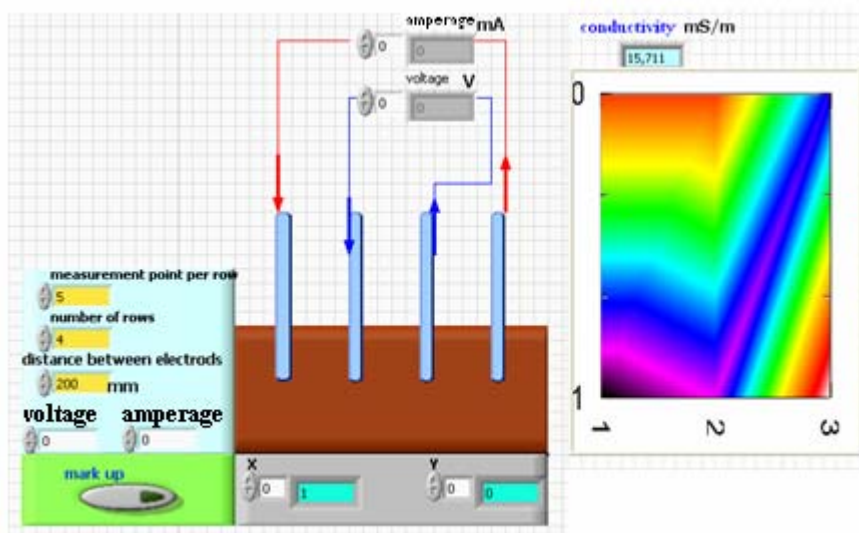 amperage mA
0 0
voltage V
0 0
conductivity mS/m
15,711
0
1
1 2 3
measurement point per row
5
number of rows
4
distance between electrods
200 mm
voltage amperage
0 0
mark up
X Y
0 1 0 0